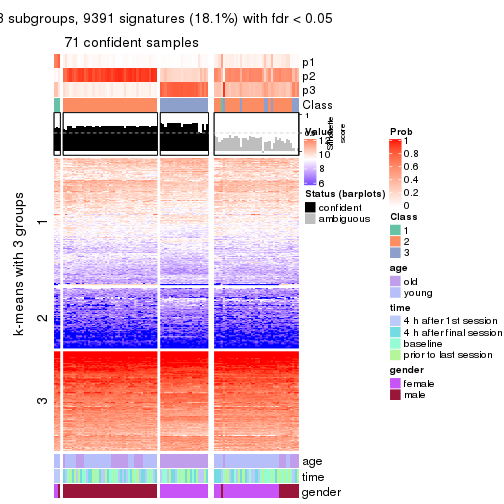 3 subgroups, 9391 signatures (18.1%) with fdr < 0.05
71 confident samples
p1
p2
p3
Class
1
score
k-means with 3 groups
1
2
3
age
time
gender
12
10
8
6
Status (barplots)
confident
ambiguous
Prob
1
0.8
0.6
0.4
0.2
0
Class
1
2
3
age
old
young
time
4 h after 1st session
4 h after final session
baseline
prior to last session
gender
female
male